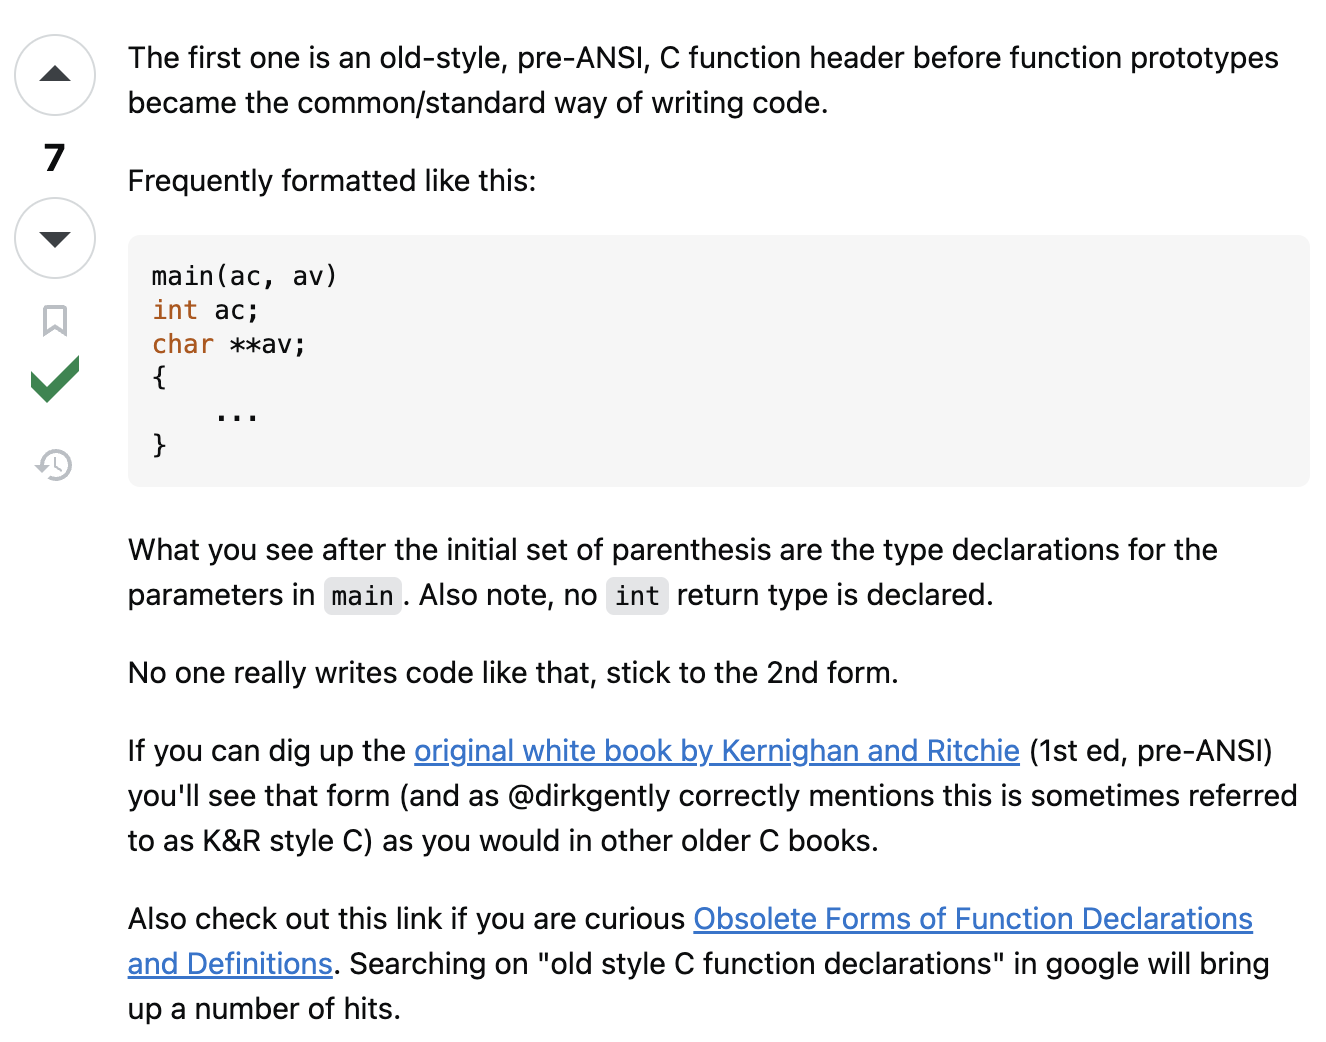 The first one is an old-style, pre-ANSI, C function header before function prototypes
became the common/standard way of writing code.
7
Frequently formatted like this:
main(ac, av)
int ac;
char **av;
{
    ...
}
What you see after the initial set of parenthesis are the type declarations for the
parameters in main. Also note, no int return type is declared.
No one really writes code like that, stick to the 2nd form.
If you can dig up the original white book by Kernighan and Ritchie (1st ed, pre-ANSI)
you'll see that form (and as @dirkgently correctly mentions this is sometimes referred
to as K&R style C) as you would in other older C books.
Also check out this link if you are curious Obsolete Forms of Function Declarations
and Definitions. Searching on "old style C function declarations" in google will bring
up a number of hits.